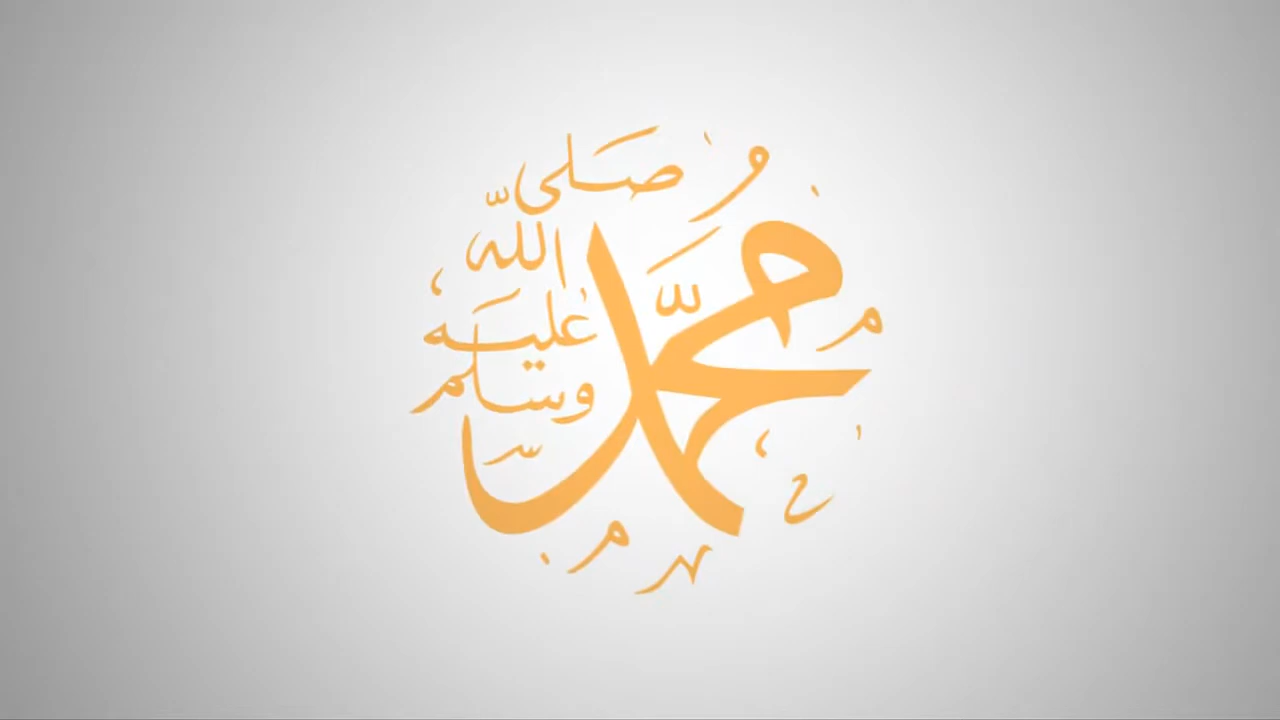 محمد
صلى
الله
عليه
وسلم